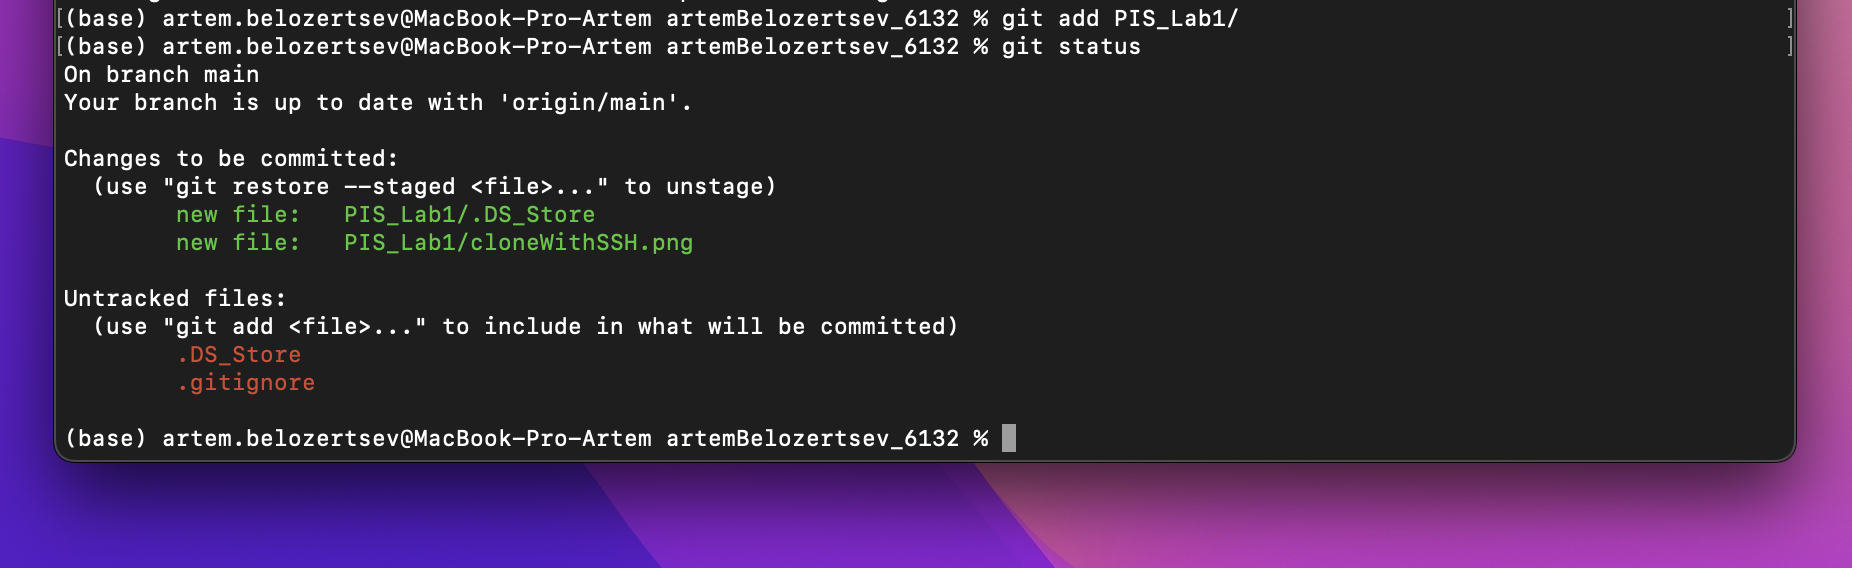 [(base) artem.belozertsev@MacBook-Pro-Artem artemBelozertsev_6132 % git add PIS_Lab1/ ]
[(base) artem.belozertsev@MacBook-Pro-Artem artemBelozertsev_6132 % git status ]
On branch main
Your branch is up to date with 'origin/main'.
Changes to be committed:
(use "git restore --staged <file>..." to unstage)
new file: PIS_Lab1/.DS_Store
new file: PIS_Lab1/cloneWithSSH.png
Untracked files:
(use "git add <file>..." to include in what will be committed)
.DS_Store
.gitignore
(base) artem.belozertsev@MacBook-Pro-Artem artemBelozertsev_6132 %